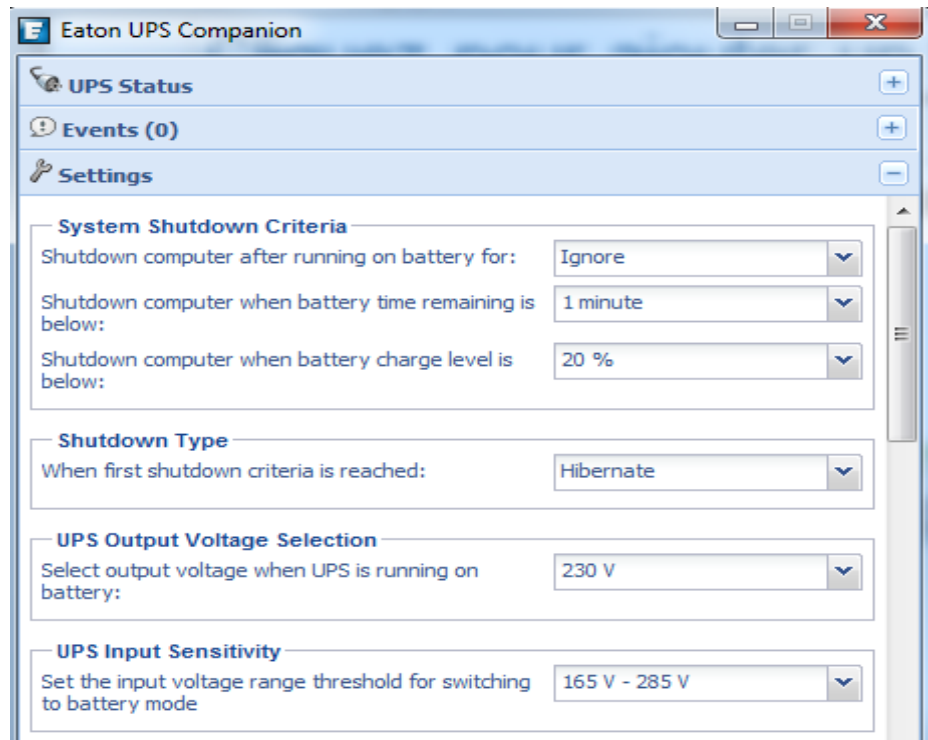 Eaton UPS Companion
UPS Status
Events (0)
Settings
System Shutdown Criteria
Shutdown computer after running on battery for:
Ignore
Shutdown computer when battery time remaining is
below:
1 minute
Shutdown computer when battery charge level is
below:
20 %
Shutdown Type
When first shutdown criteria is reached:
Hibernate
UPS Output Voltage Selection
Select output voltage when UPS is running on
battery:
230 V
UPS Input Sensitivity
Set the input voltage range threshold for switching
to battery mode
165 V - 285 V